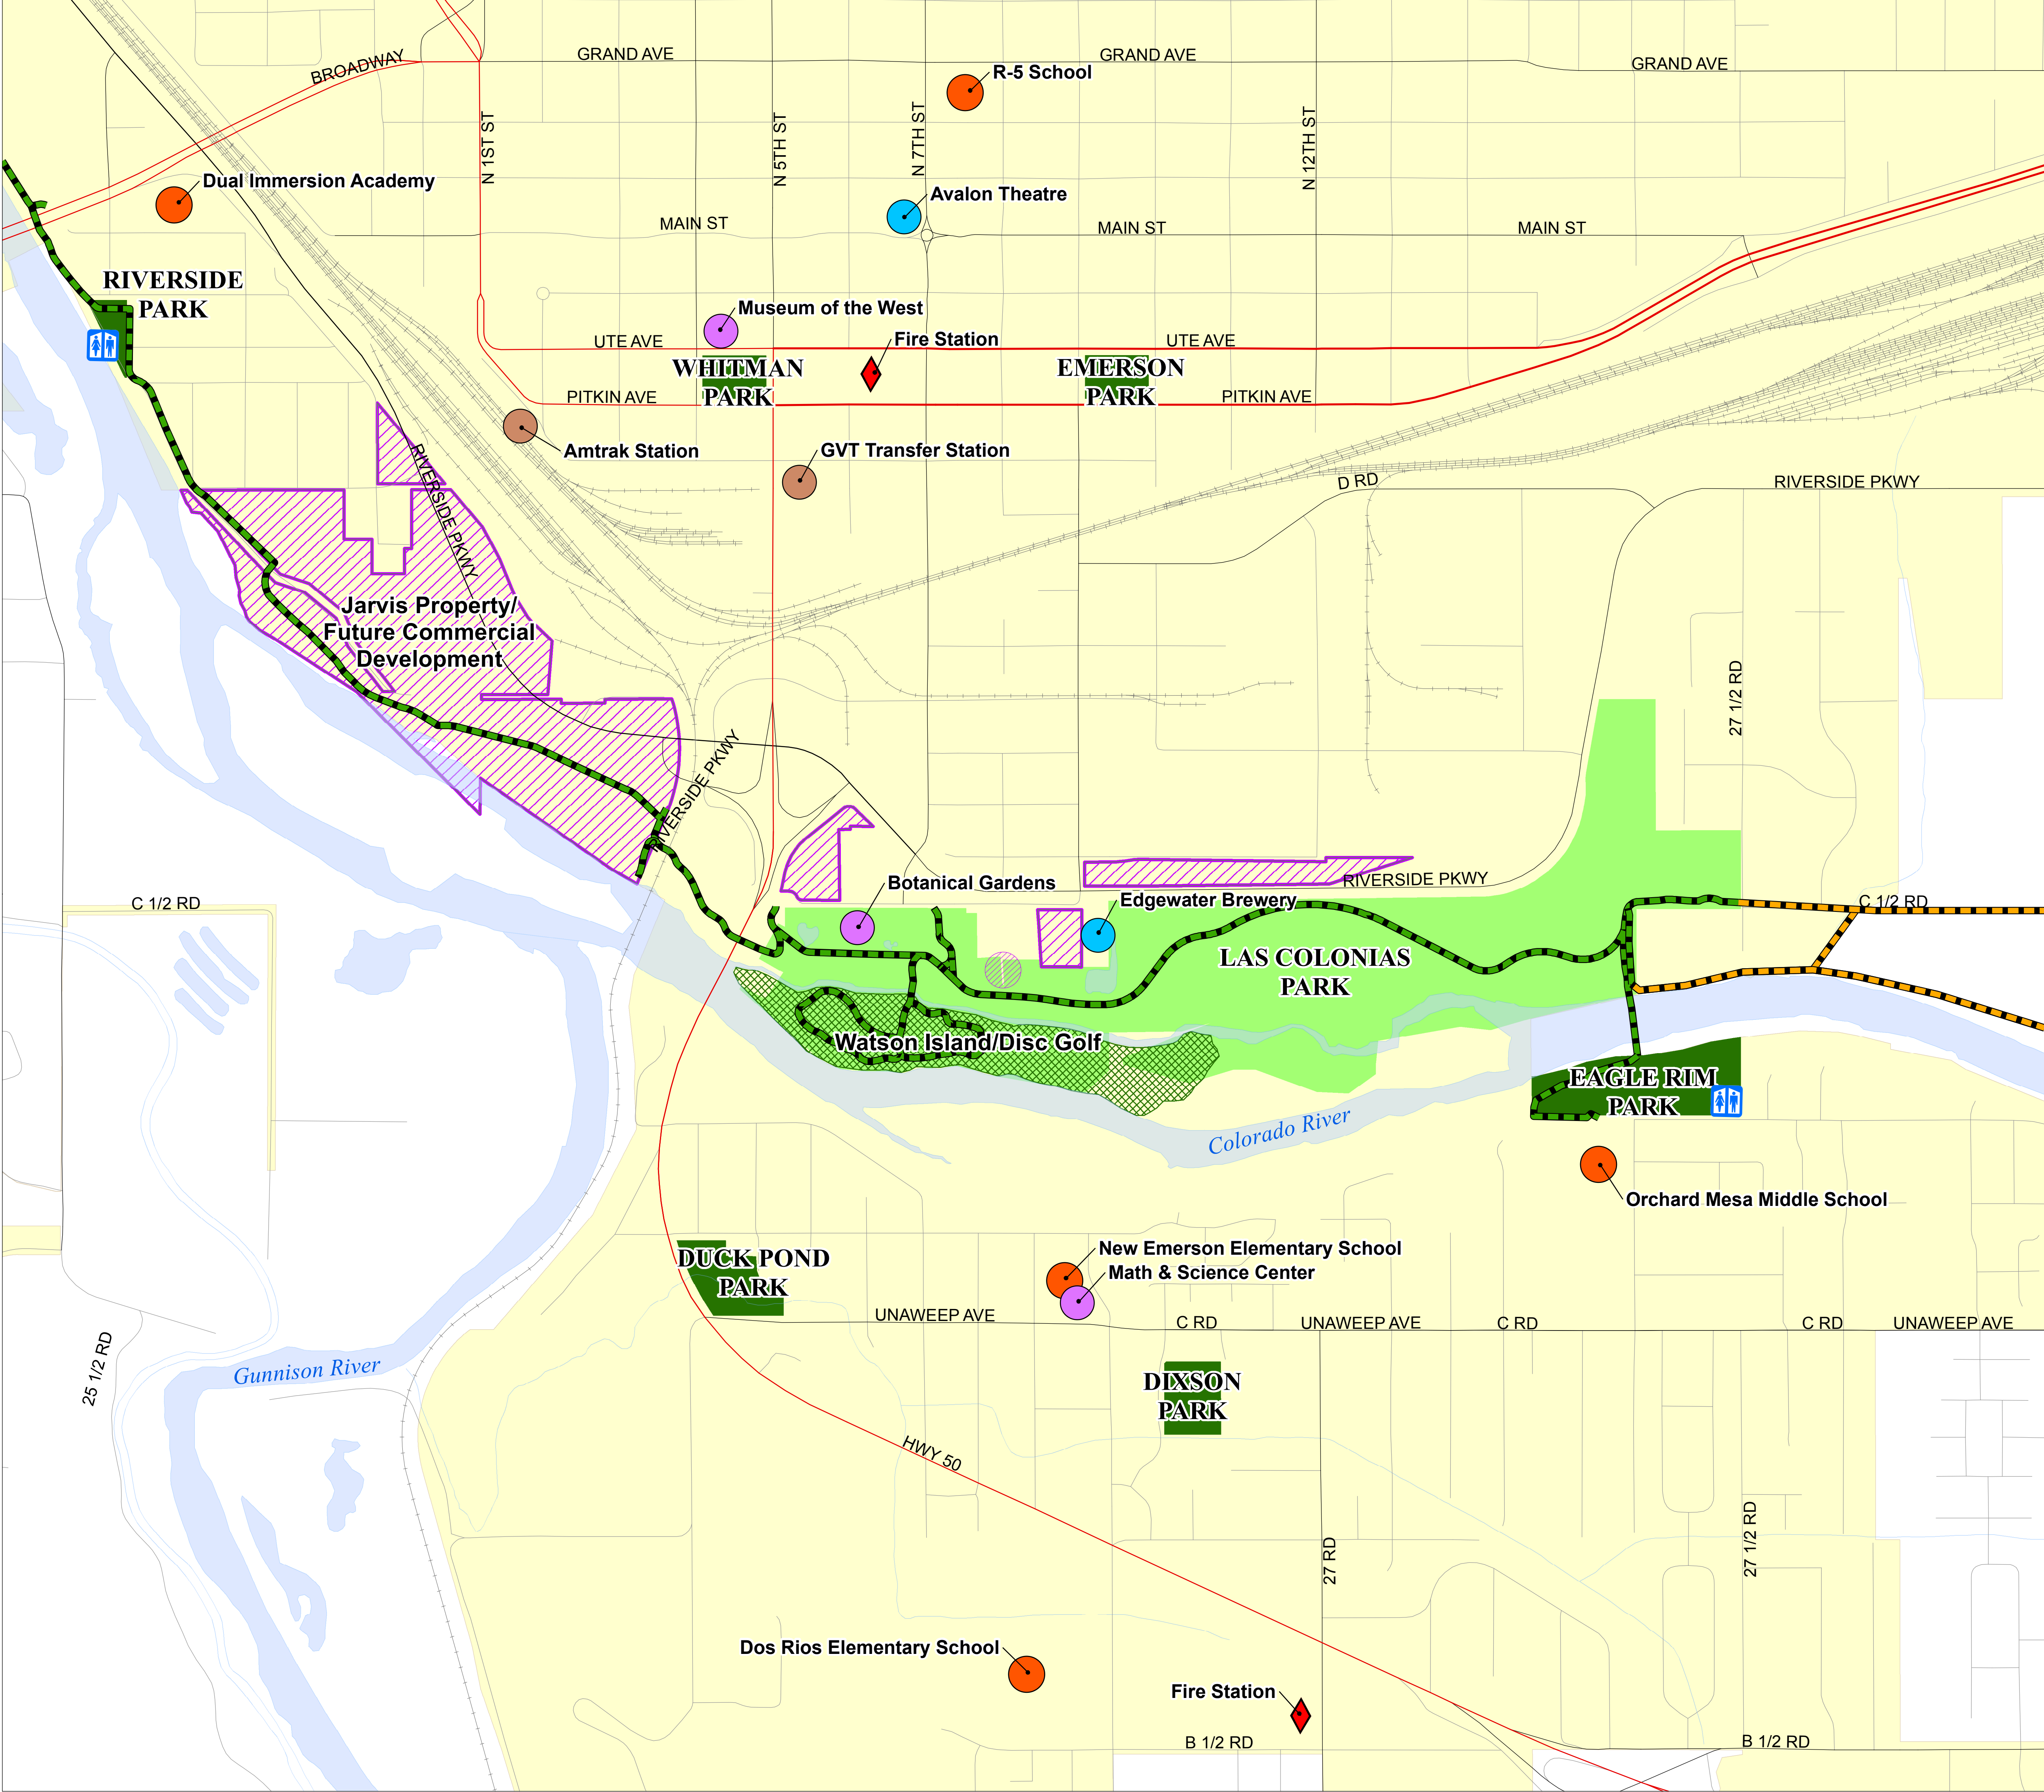 GRAND AVE
GRAND AVE
GRAND AVE
BROADWAY
R-5 School
N 1ST ST
N 5TH ST
N 7TH ST
N 12TH ST
Dual Immersion Academy
Avalon Theatre
MAIN ST
MAIN ST
MAIN ST
RIVERSIDE
PARK
Museum of the West
Fire Station
UTE AVE
UTE AVE
WHITMAN
PARK
EMERSON
PARK
PITKIN AVE
PITKIN AVE
Amtrak Station
GVT Transfer Station
RIVERSIDE PKWY
D RD
RIVERSIDE PKWY
Jarvis Property/
Future Commercial
Development
27 1/2 RD
RIVERSIDE PKWY
Botanical Gardens
RIVERSIDE PKWY
Edgewater Brewery
C 1/2 RD
C 1/2 RD
LAS COLONIAS
PARK
Watson Island/Disc Golf
EAGLE RIM
PARK
Colorado River
Orchard Mesa Middle School
DUCK POND
PARK
New Emerson Elementary School
Math & Science Center
UNAWEEP AVE
C RD
UNAWEEP AVE
C RD
C RD
UNAWEEP AVE
25 1/2 RD
Gunnison River
DIXSON
PARK
HWY 50
27 RD
27 1/2 RD
Dos Rios Elementary School
Fire Station
B 1/2 RD
B 1/2 RD